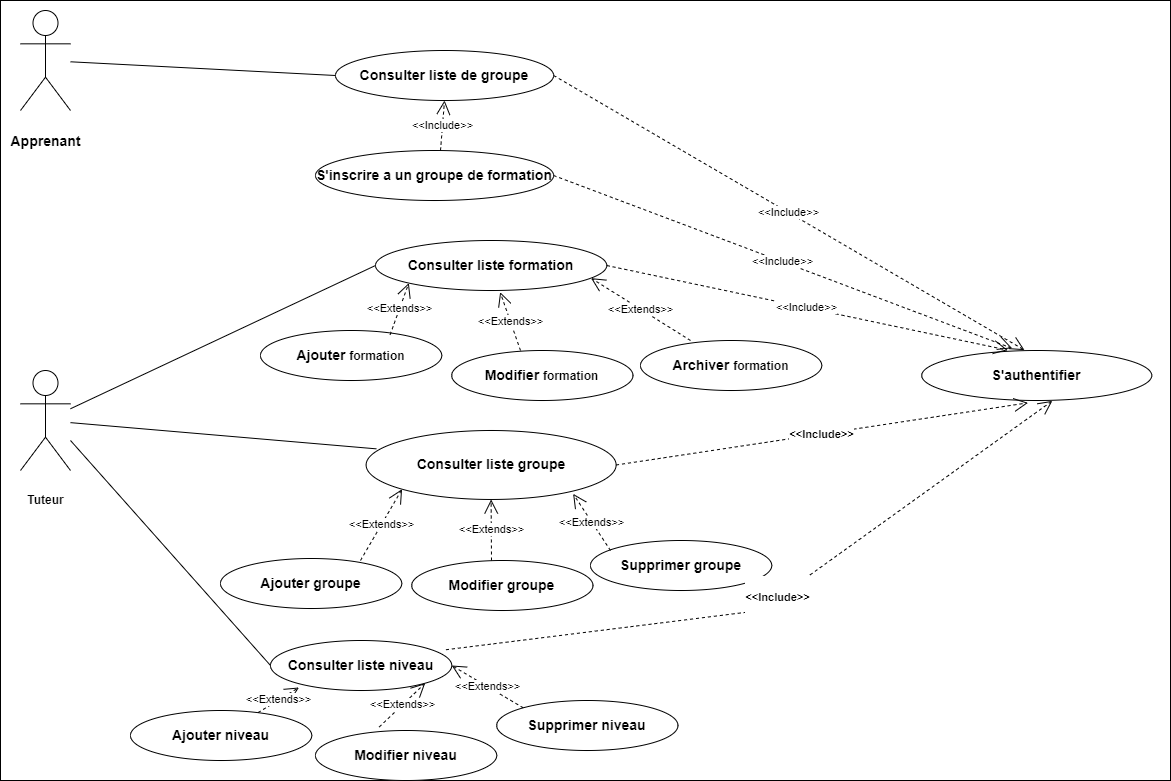 Apprenant
Consulter liste de groupe
<<Include>>
S'inscrire a un groupe de formation
<<Include>>
<<Include>>
Consulter liste formation
<<Include>>
<<Extends>>
<<Extends>>
<<Extends>>
Ajouter formation
Modifier formation
Archiver formation
S'authentifier
Tuteur
Consulter liste groupe
<<Include>>
<<Extends>>
<<Extends>>
<<Extends>>
Ajouter groupe
Modifier groupe
Supprimer groupe
<<Include>>
Consulter liste niveau
<<Extends>>
<<Extends>>
<<Extends>>
Ajouter niveau
Modifier niveau
Supprimer niveau